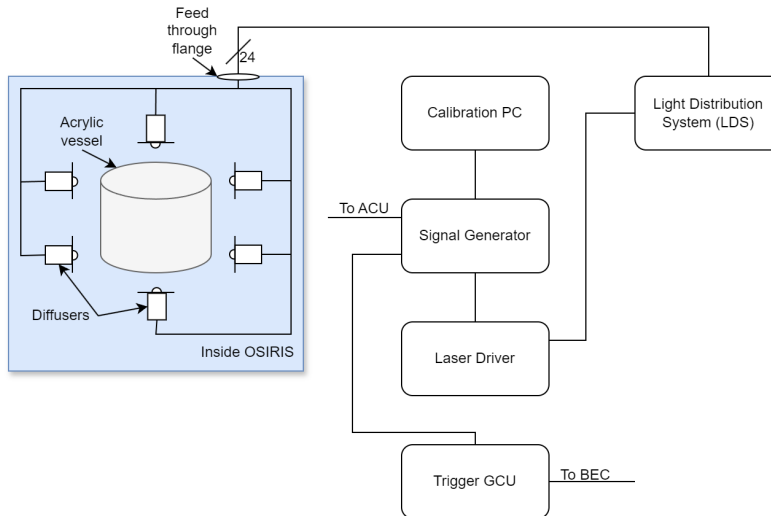 Feed
through
flange
24
Acrylic
vessel
Diffusers
Inside OSIRIS
Calibration PC
Light Distribution
System (LDS)
To ACU
Signal Generator
Laser Driver
Trigger GCU
To BEC